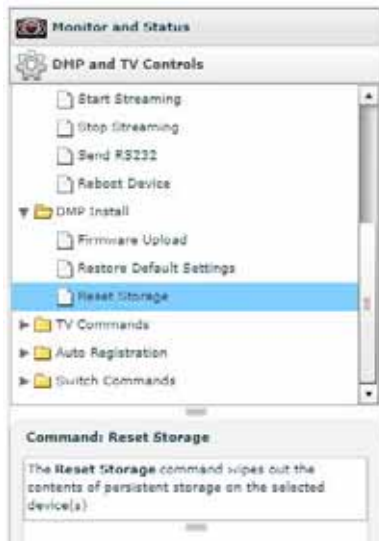 Monitor and Status
DMP and TV Controls
Start Streaming
Stop Streaming
Send RS232
Reboot Device
DMP Install
Firmware Upload
Restore Default Settings
Reset Storage
TV Commands
Auto Registration
Switch Commands
Command: Reset Storage
The Reset Storage command wipes out the
contents of persistent storage on the selected
device(s)